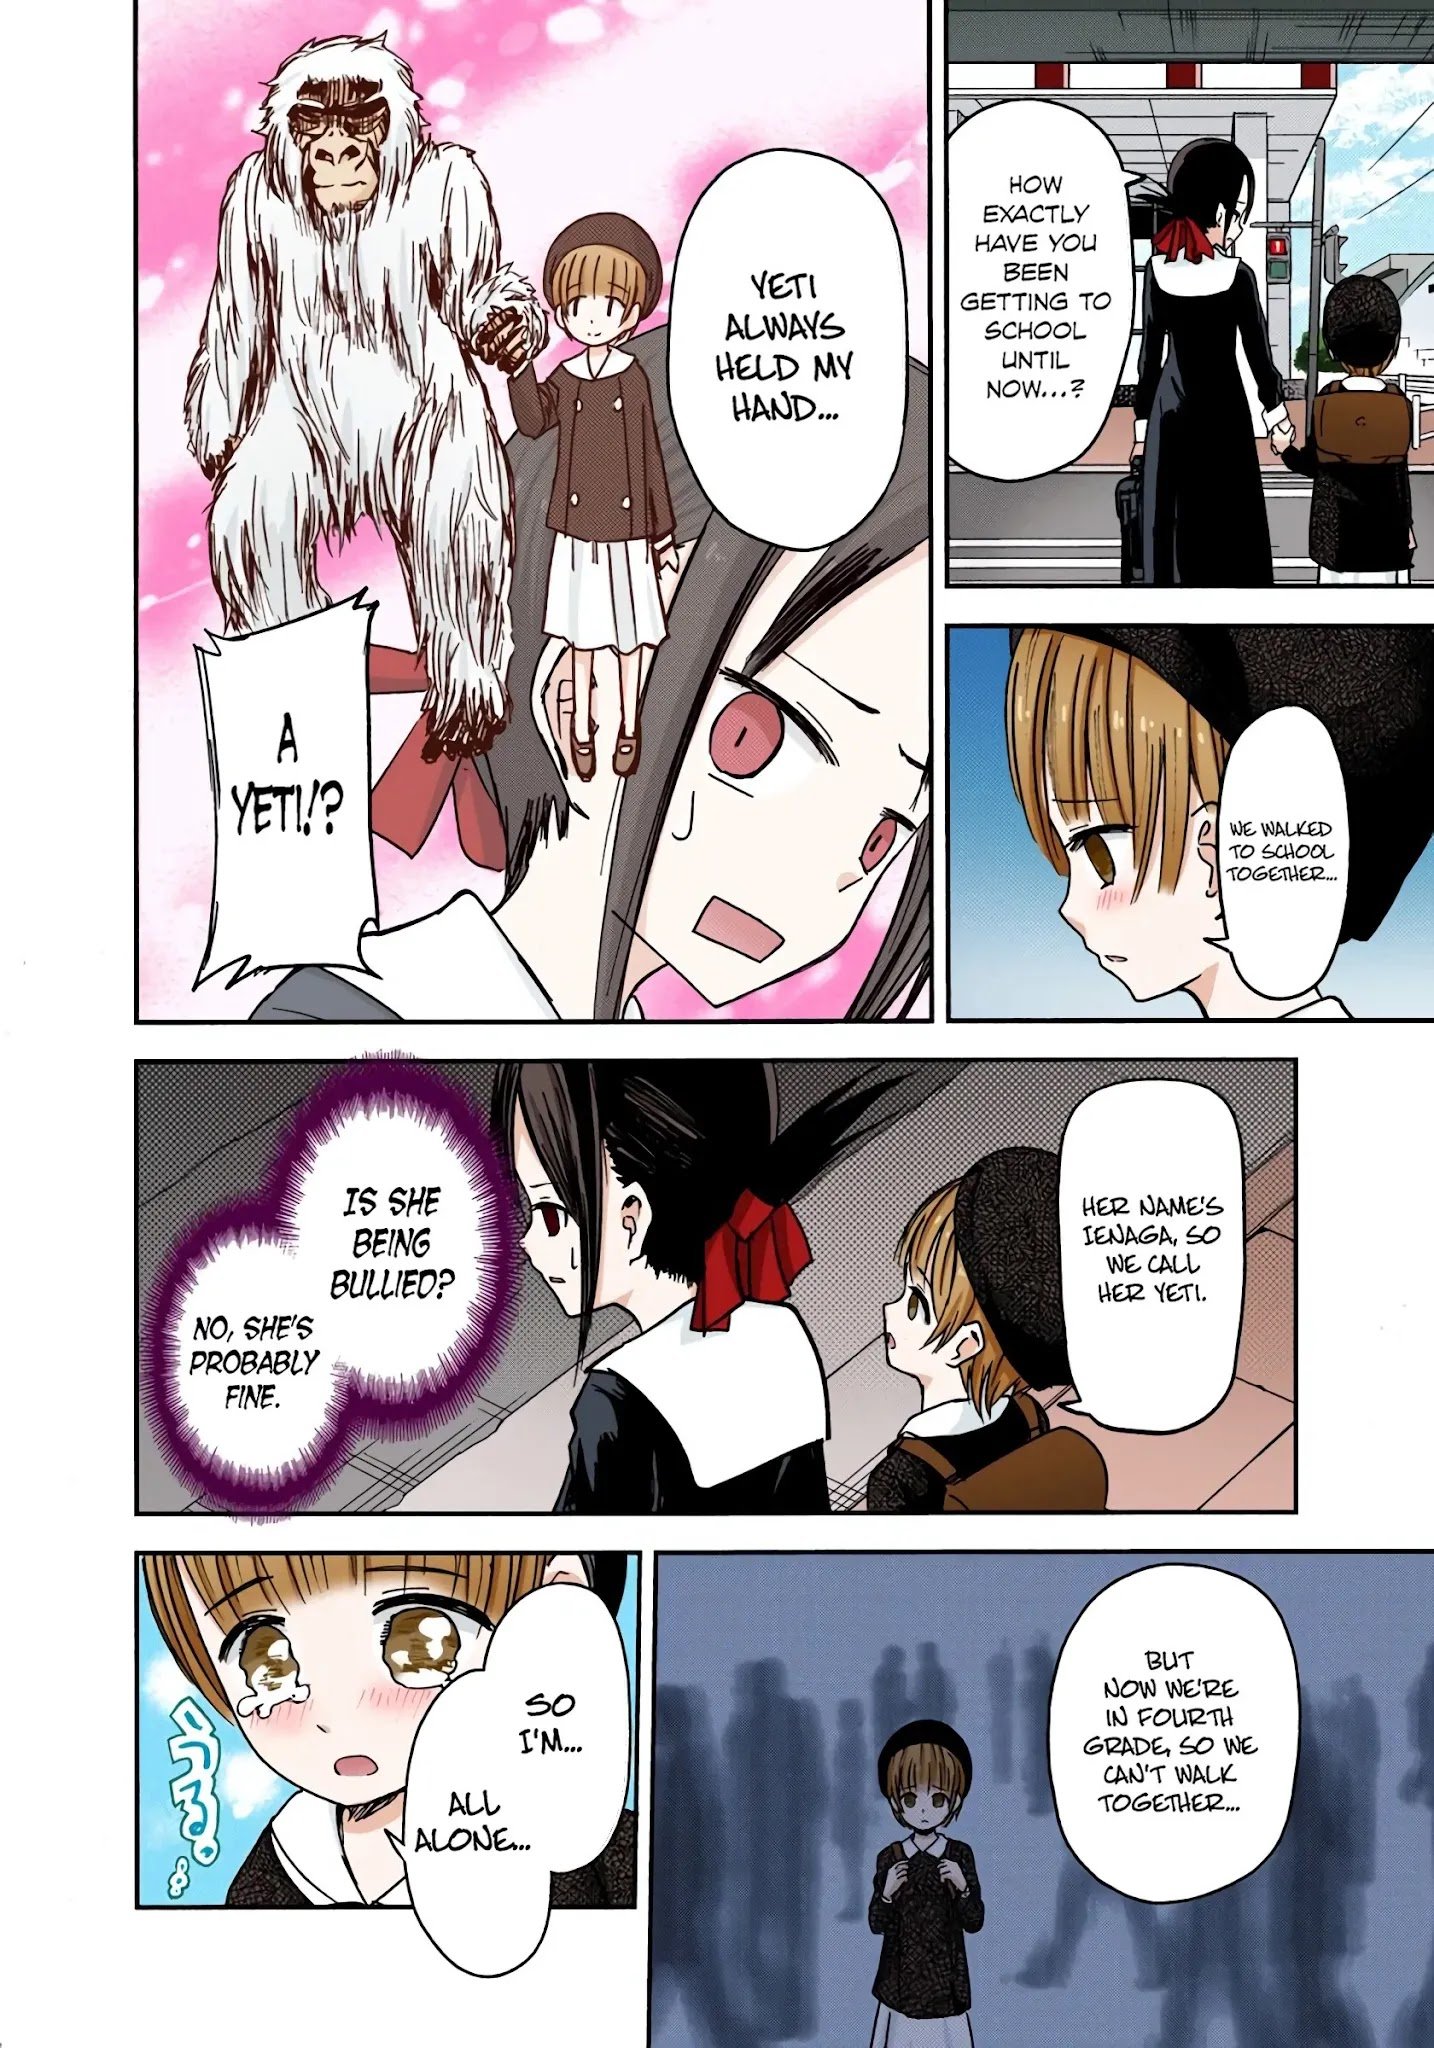 HOW
EXACTLY
HAVE YOU
BEEN
GETTING TO
SCHOOL
UNTIL
NOW...?
WE WALKED
TO SCHOOL
TOGETHER...
YETI
ALWAYS
HELD MY
HAND...
A
YETI!?
HER NAME'S
IENAGA, SO
WE CALL
HER YETI.
IS SHE
BEING
BULLIED?
NO, SHE'S
PROBABLY
FINE.
BUT
NOW WE'RE
IN FOURTH
GRADE, SO WE
CAN'T WALK
TOGETHER...
SO
I'M...
ALL
ALONE...